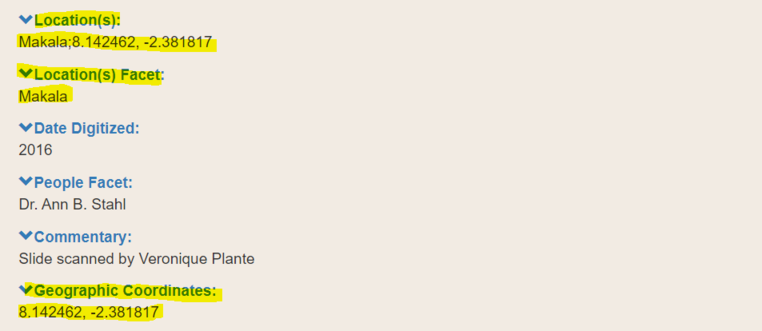 Location(s):
Makala;8.142462, -2.381817
Location(s) Facet:
Makala
Date Digitized:
2016
People Facet:
Dr. Ann B. Stahl
Commentary:
Slide scanned by Veronique Plante
Geographic Coordinates:
8.142462, -2.381817